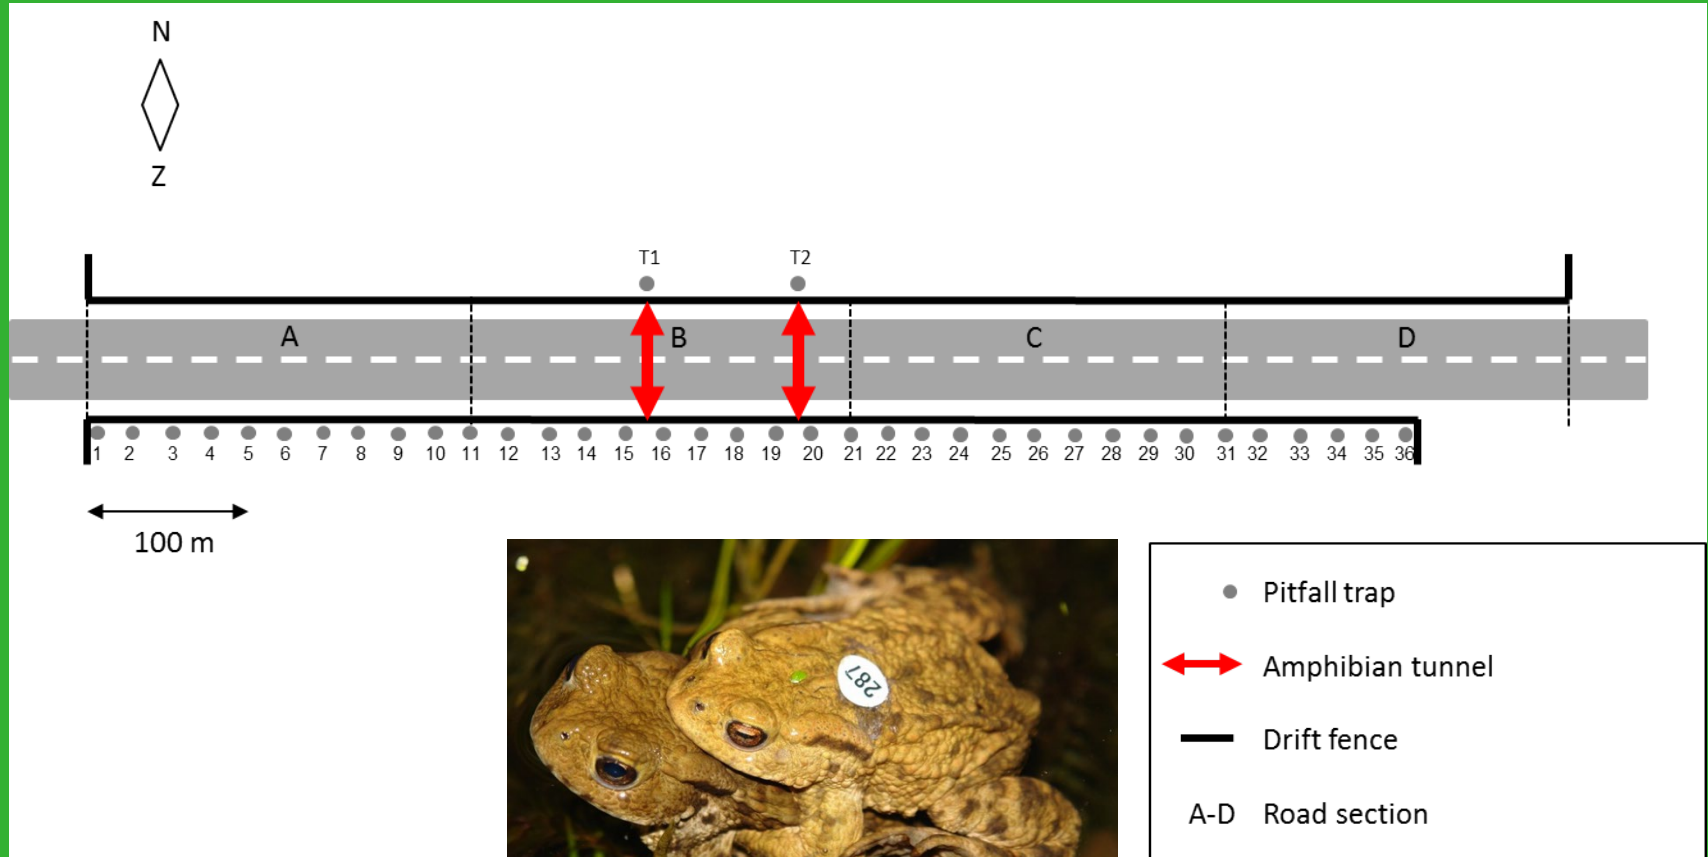 N
Z
T1 T2
A B C D
1 2 3 4 5 6 7 8 9 10 11 12 13 14 15 16 17 18 19 20 21 22 23 24 25 26 27 28 29 30 31 32 33 34 35 36
100 m
287
Pitfall trap
Amphibian tunnel
Drift fence
A-D Road section